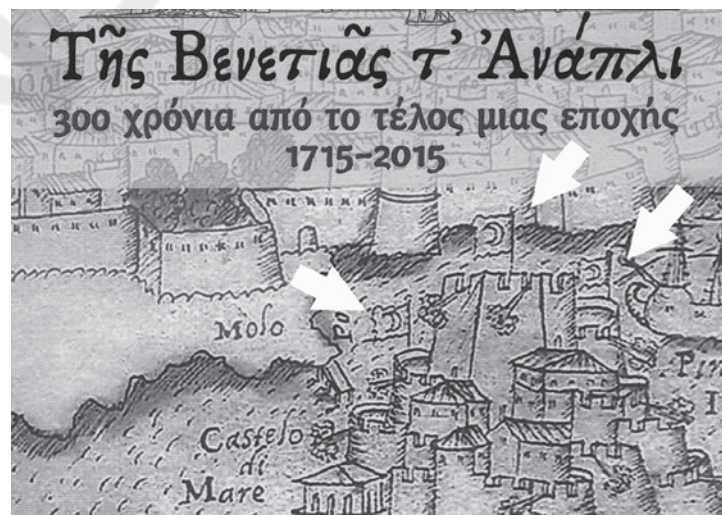 Τῆς Βενετιᾶς τ’ Ἀνάπλι
300 χρόνια από το τέλος μιας εποχής
1715–2015
Molo
Castelo
di
Mare